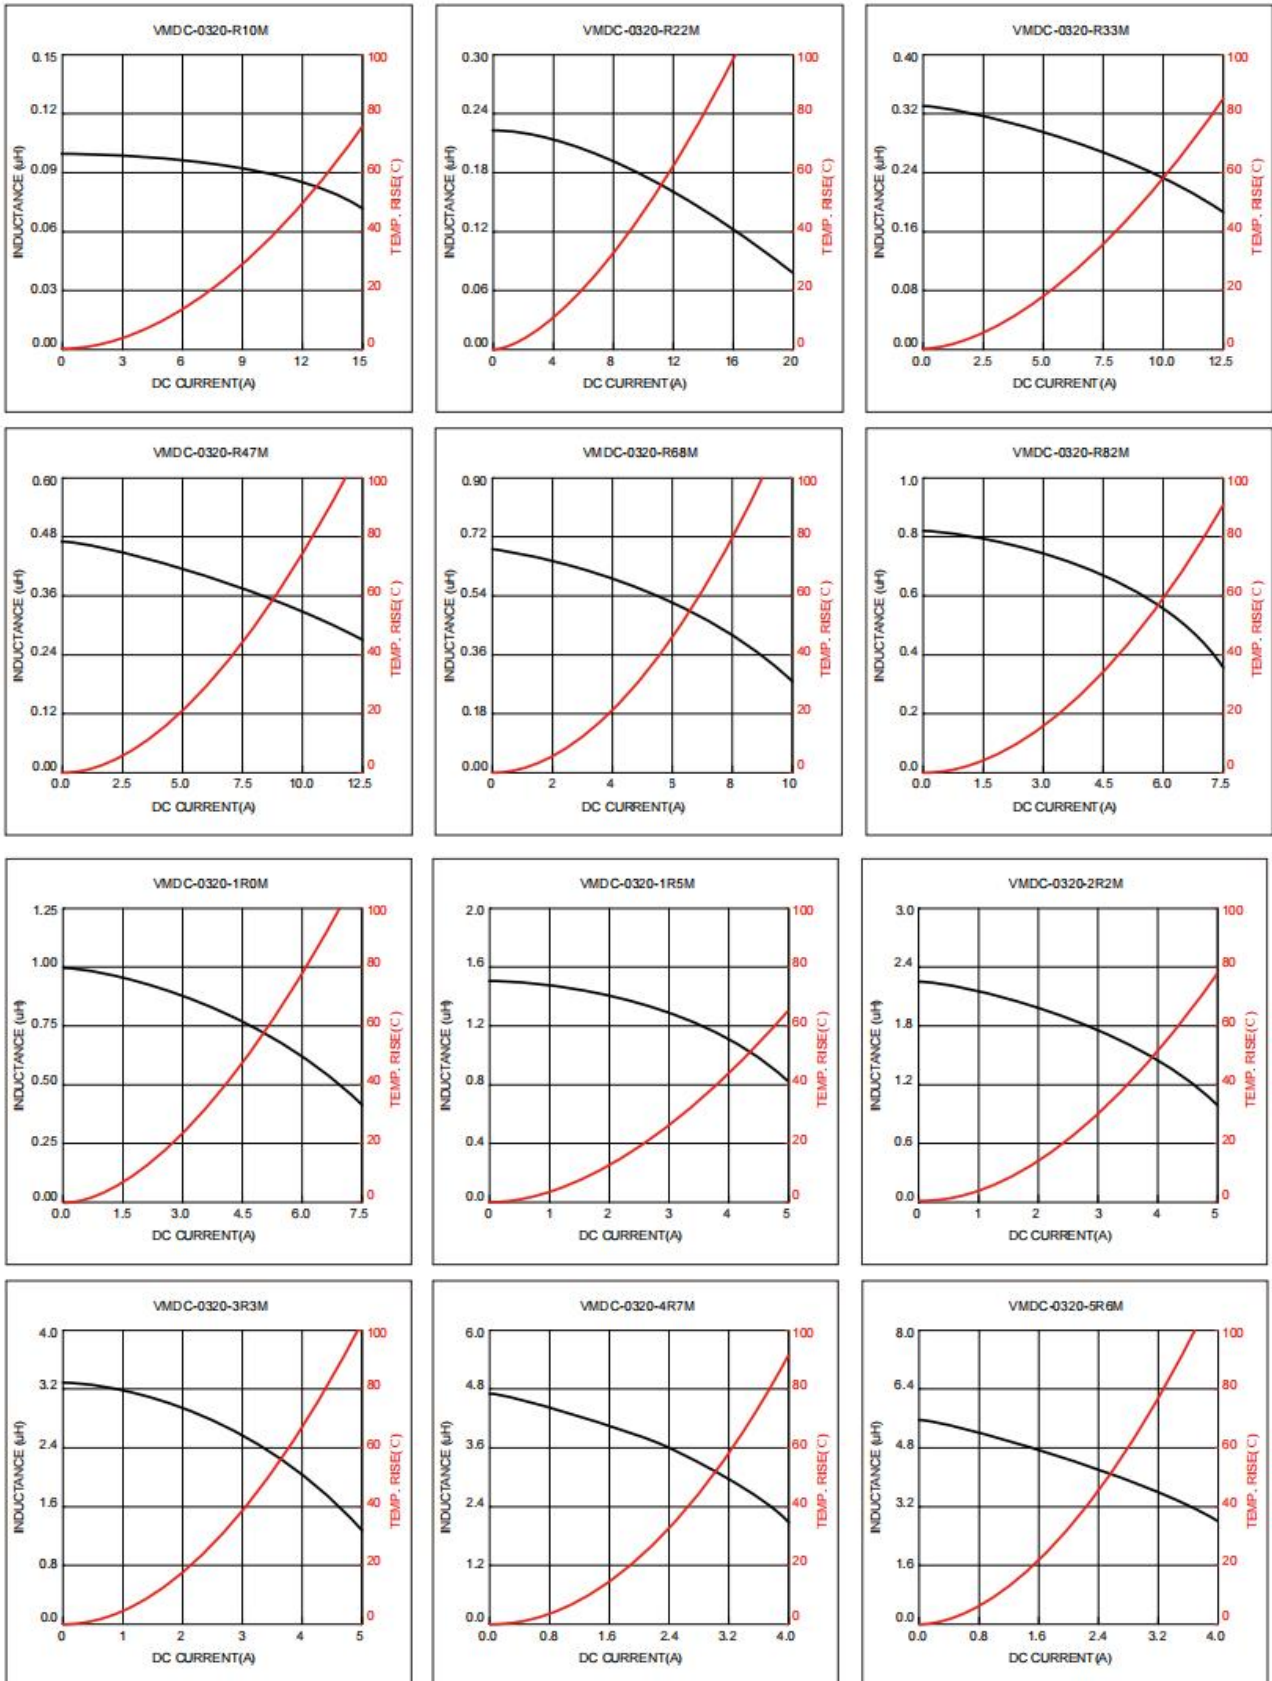 VMDC-0320-R10M
0.15 100
0.12 80
0.09 60
0.06 40
0.03 20
0.00 0
INDUCTANCE (uH)
TEMP. RISE(℃)
0 3 6 9 12 15
DC CURRENT(A)
VMDC-0320-R22M
0.30 100
0.24 80
0.18 60
0.12 40
0.06 20
0.00 0
INDUCTANCE (uH)
TEMP. RISE(℃)
0 4 8 12 16 20
DC CURRENT(A)
VMDC-0320-R33M
0.40 100
0.32 80
0.24 60
0.16 40
0.08 20
0.00 0
INDUCTANCE (uH)
TEMP. RISE(℃)
0.0 2.5 5.0 7.5 10.0 12.5
DC CURRENT(A)
VMDC-0320-R47M
0.60 100
0.48 80
0.36 60
0.24 40
0.12 20
0.00 0
INDUCTANCE (uH)
TEMP. RISE(℃)
0.0 2.5 5.0 7.5 10.0 12.5
DC CURRENT(A)
VMDC-0320-R68M
0.90 100
0.72 80
0.54 60
0.36 40
0.18 20
0.00 0
INDUCTANCE (uH)
TEMP. RISE(℃)
0 2 4 6 8 10
DC CURRENT(A)
VMDC-0320-R82M
1.0 100
0.8 80
0.6 60
0.4 40
0.2 20
0.0 0
INDUCTANCE (uH)
TEMP. RISE(℃)
0.0 1.5 3.0 4.5 6.0 7.5
DC CURRENT(A)
VMDC-0320-1R0M
1.25 100
1.00 80
0.75 60
0.50 40
0.25 20
0.00 0
INDUCTANCE (uH)
TEMP. RISE(℃)
0.0 1.5 3.0 4.5 6.0 7.5
DC CURRENT(A)
VMDC-0320-1R5M
2.0 100
1.6 80
1.2 60
0.8 40
0.4 20
0.0 0
INDUCTANCE (uH)
TEMP. RISE(℃)
0 1 2 3 4 5
DC CURRENT(A)
VMDC-0320-2R2M
3.0 100
2.4 80
1.8 60
1.2 40
0.6 20
0.0 0
INDUCTANCE (uH)
TEMP. RISE(℃)
0 1 2 3 4 5
DC CURRENT(A)
VMDC-0320-3R3M
4.0 100
3.2 80
2.4 60
1.6 40
0.8 20
0.0 0
INDUCTANCE (uH)
TEMP. RISE(℃)
0 1 2 3 4 5
DC CURRENT(A)
VMDC-0320-4R7M
6.0 100
4.8 80
3.6 60
2.4 40
1.2 20
0.0 0
INDUCTANCE (uH)
TEMP. RISE(℃)
0.0 0.8 1.6 2.4 3.2 4.0
DC CURRENT(A)
VMDC-0320-5R6M
8.0 100
6.4 80
4.8 60
3.2 40
1.6 20
0.0 0
INDUCTANCE (uH)
TEMP. RISE(℃)
0.0 0.8 1.6 2.4 3.2 4.0
DC CURRENT(A)